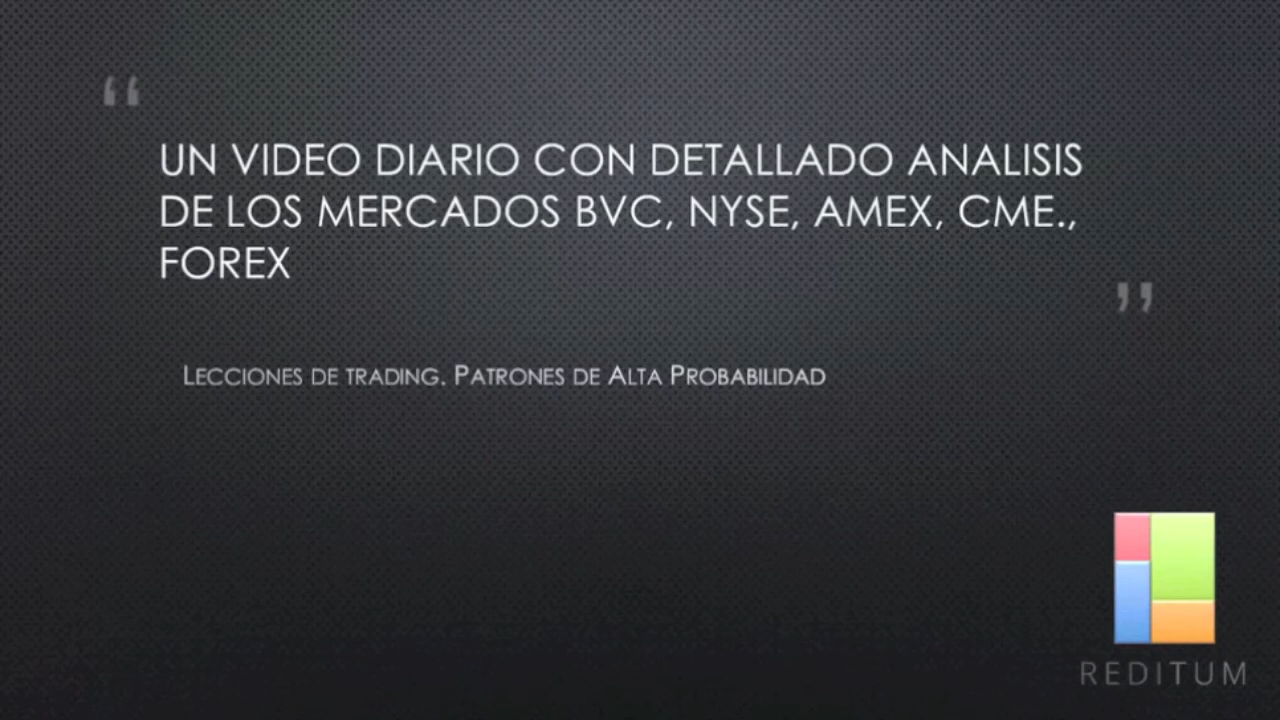 “
UN VIDEO DIARIO CON DETALLADO ANALISIS
DE LOS MERCADOS BVC, NYSE, AMEX, CME.,
FOREX
”
LECCIONES DE TRADING. PATRONES DE ALTA PROBABILIDAD
REDITUM